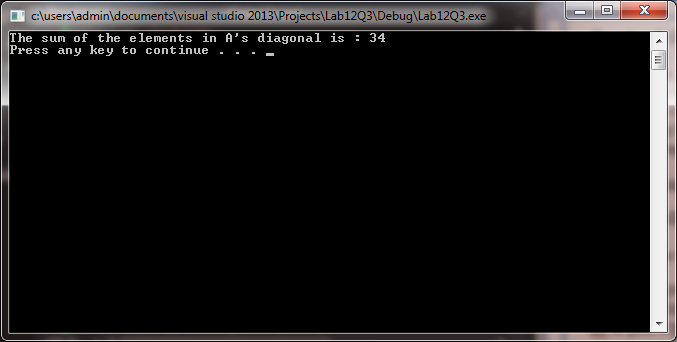 c:\users\admin\documents\visual studio 2013\Projects\Lab12Q3\Debug\Lab12Q3.exe
The sum of the elements in A's diagonal is : 34
Press any key to continue . . . _